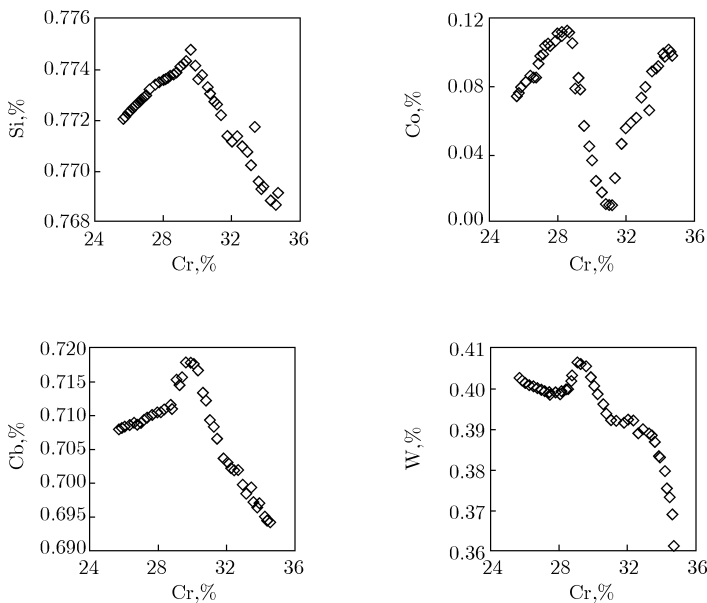 0.776
0.774
0.772
0.770
0.768
24 28 32 36
Si,%
Cr,%
0.12
0.08
0.04
0.00
24 28 32 36
Co,%
Cr,%
0.720
0.715
0.710
0.705
0.700
0.695
0.690
24 28 32 36
Cb,%
Cr,%
0.41
0.40
0.39
0.38
0.37
0.36
24 28 32 36
W,%
Cr,%